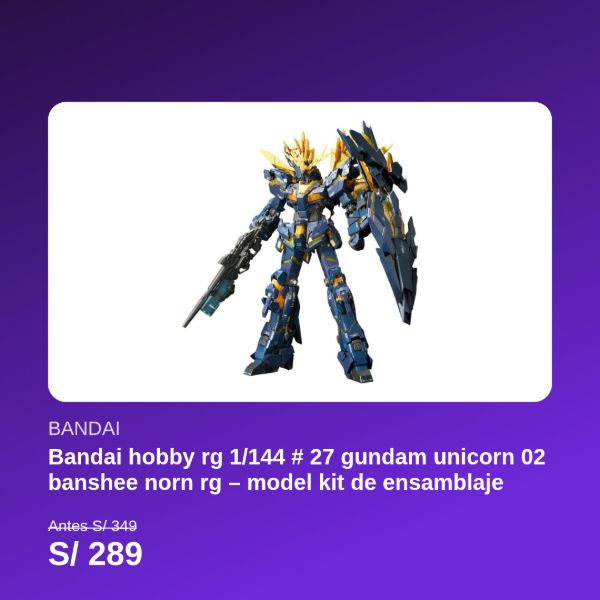 BANDAI
Bandai hobby rg 1/144 # 27 gundam unicorn 02
banshee norn rg – model kit de ensamblaje
Antes S/ 349
S/ 289